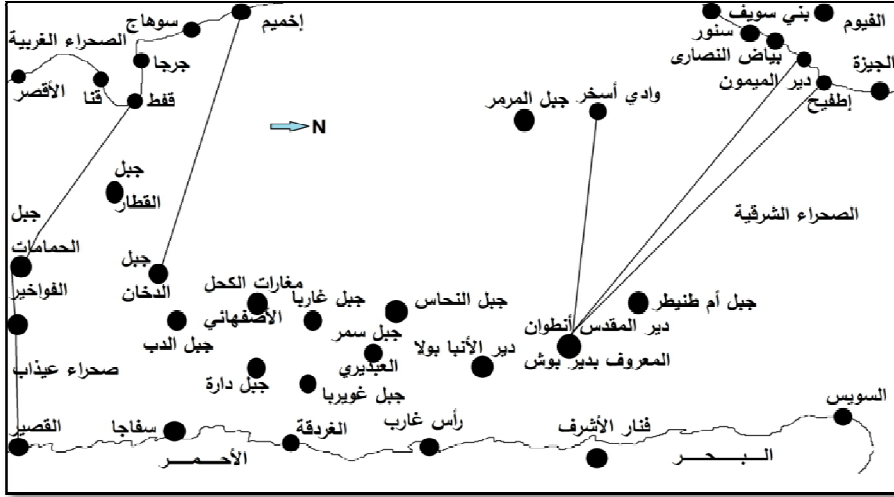 إخميم
سوهاج
الصحراء الغربية
جرجا
الأقصر
قنا
قفط
بني سويف
الفيوم
سنور
بياض النصارى
الجيزة
دير الميمون
إطفيح
وادي أسخر
جبل المرمر
N
جبل
القطار
جبل
الحمامات
الفواخير
جبل
الدخان
الصحراء الشرقية
مغارات الكحل
الأصفهاني
جبل غاربا
جبل النحاس
جبل أم طنيطر
جبل الدب
جبل سمر
العبديري
دير الأنبا بولا
دير المقدس أنطوان
المعروف بدير بوش
صحراء عيذاب
جبل دارة
جبل غويربا
السويس
القصير
سفاجا
الغردقة
رأس غارب
فنار الأشرف
البـــحـــر
الأحمـــر